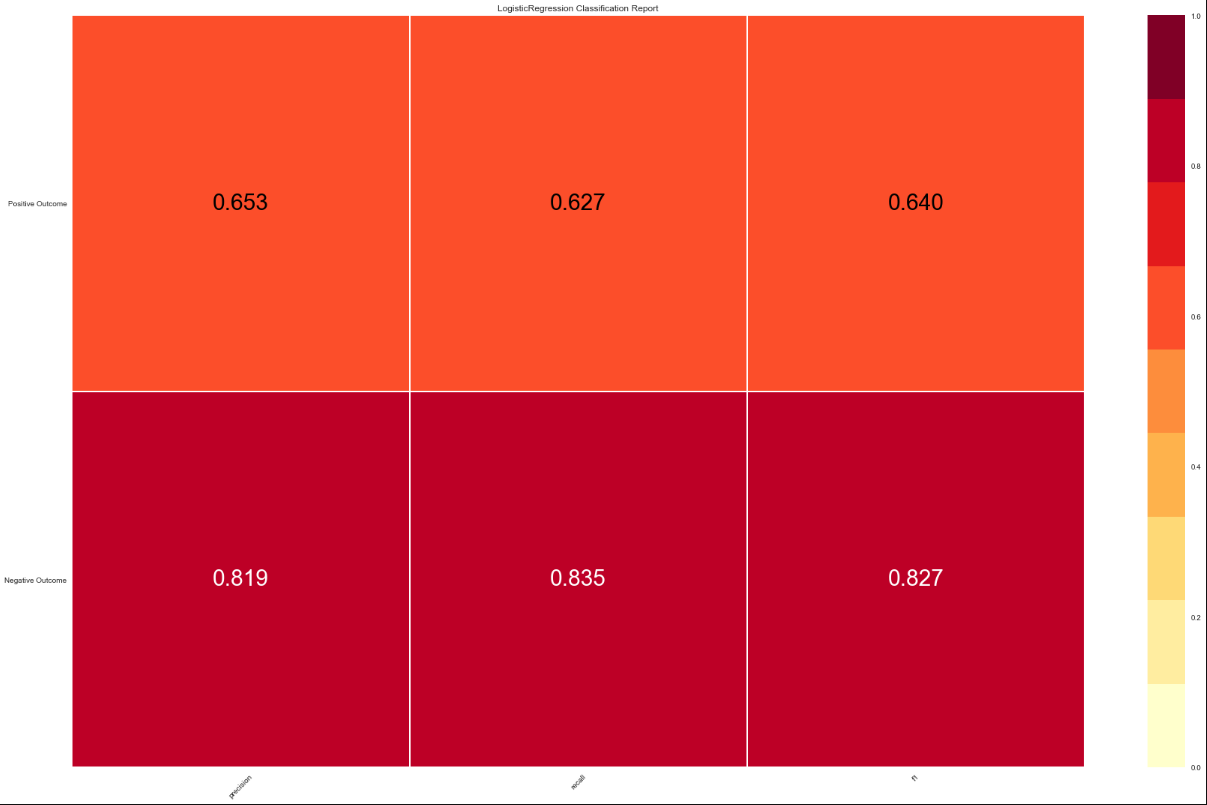 LogisticRegression Classification Report
1.0
Positive Outcome
0.653
0.627
0.640
0.8
0.6
0.4
Negative Outcome
0.819
0.835
0.827
0.2
0.0
precision
recall
f1